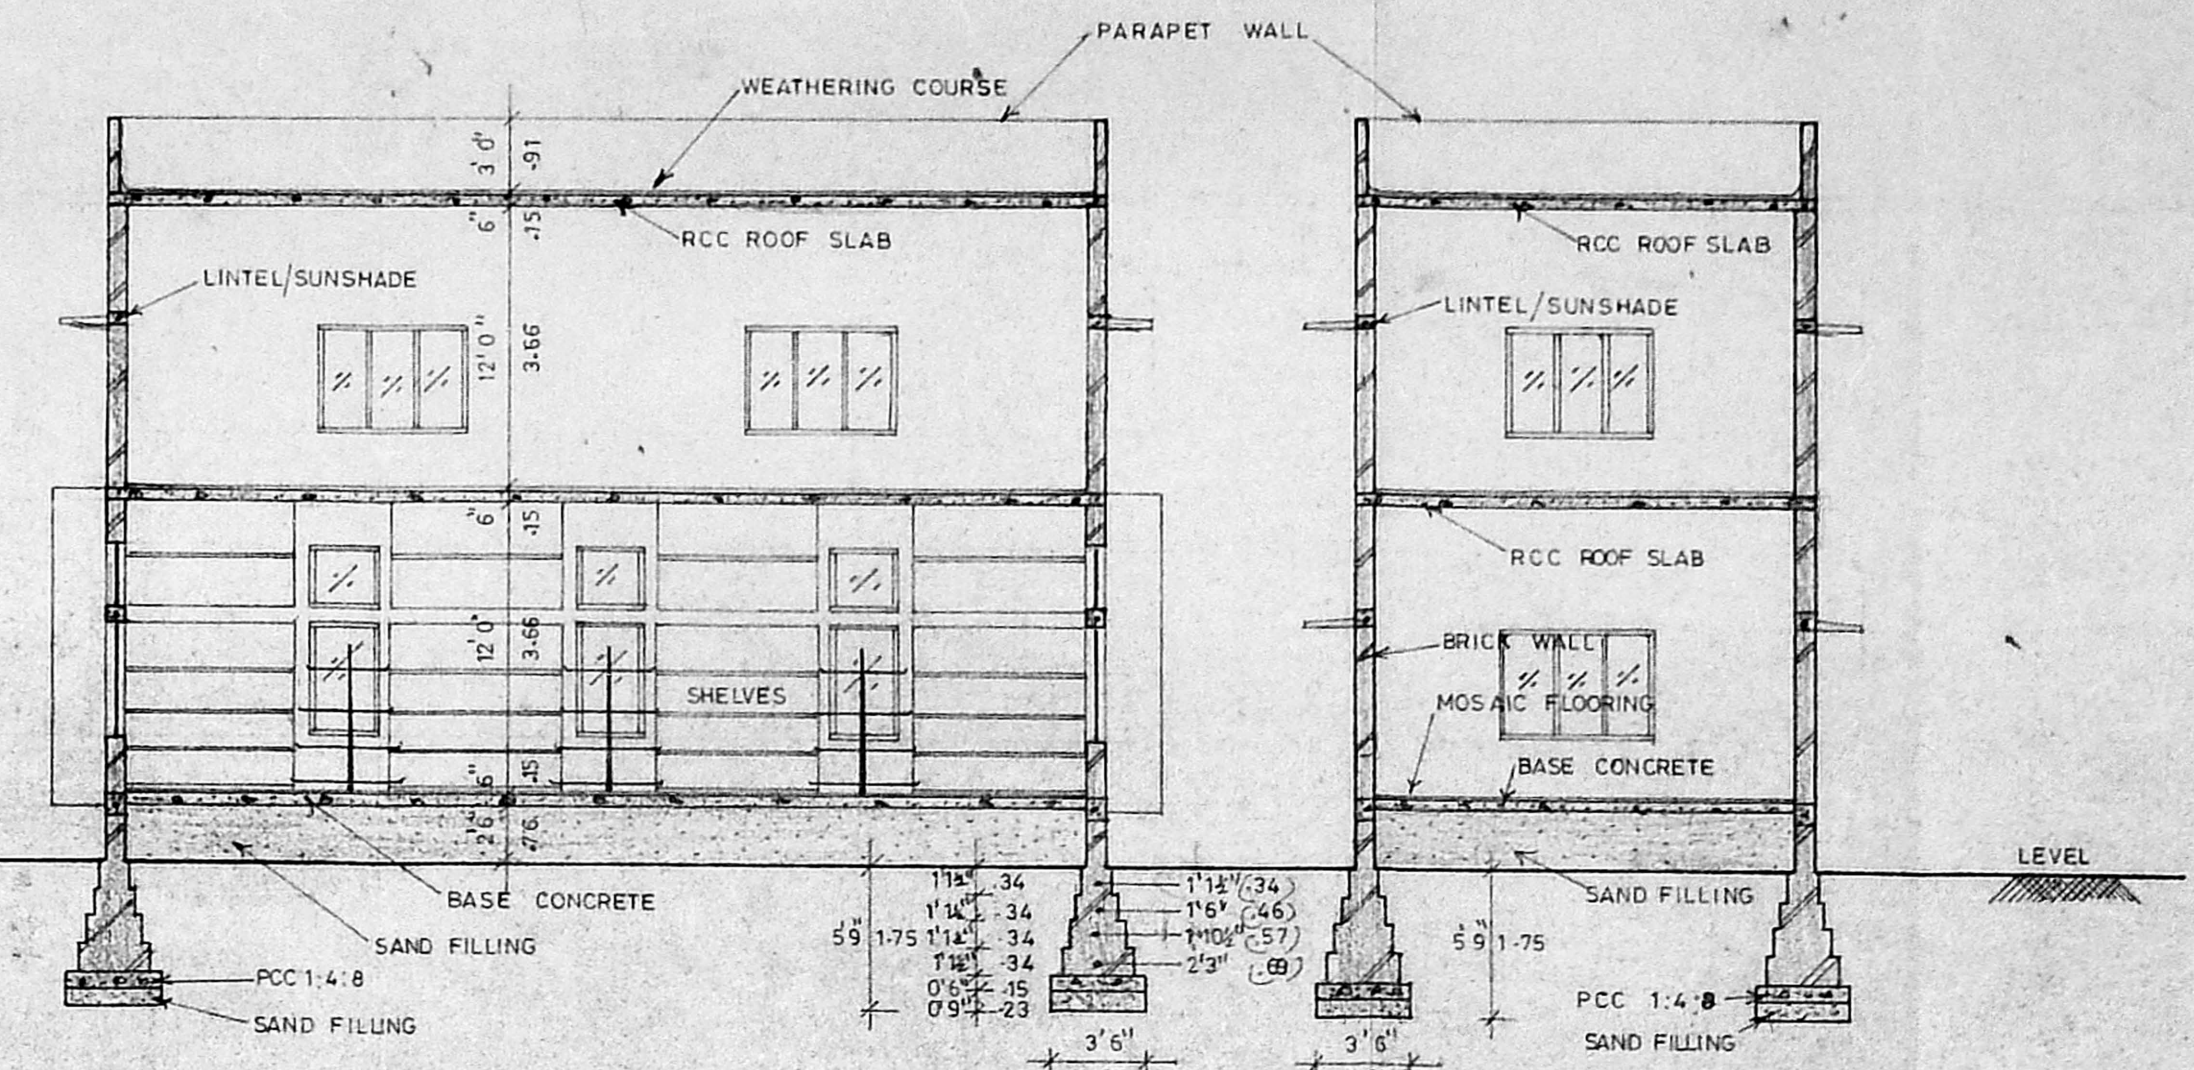 PARAPET WALL
WEATHERING COURSE
3' 0" .91
6" .15
RCC ROOF SLAB
RCC ROOF SLAB
LINTEL/SUNSHADE
LINTEL/SUNSHADE
12' 0" 3.66
6" .15
RCC ROOF SLAB
12' 0" 3.66
BRICK WALL
SHELVES
MOSAIC FLOORING
6" .15
BASE CONCRETE
2'6" .76
LEVEL
BASE CONCRETE
SAND FILLING
SAND FILLING
PCC 1:4:8
SAND FILLING
5'9" 1.75
1'1½" .34
.34
1'1½" .34
1'1½" .34
0'6" .15
0'9" .23
1'1½" (.34)
1'6" (.46)
1'10½" (.57)
2'3" (.69)
3'6"
3'6"
5'9" 1.75
PCC 1:4:8
SAND FILLING